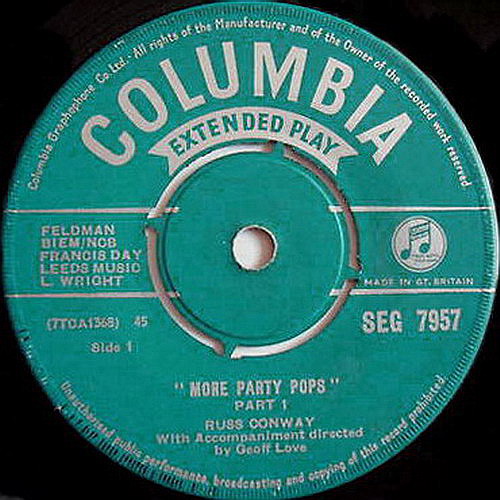 Columbia Graphophone Co. Ltd. - All rights of the Manufacturer and of the Owner of the recorded work reserved
COLUMBIA
EXTENDED PLAY
FELDMAN
BIEM/NCB
FRANCIS DAY
LEEDS MUSIC
L. WRIGHT
MADE IN GT. BRITAIN
(7TCA1368) 45
SEG 7957
Side 1
"MORE PARTY POPS"
PART 1
RUSS CONWAY
With Accompaniment directed
by Geoff Love
Unauthorised public performance, broadcasting and copying of this record prohibited